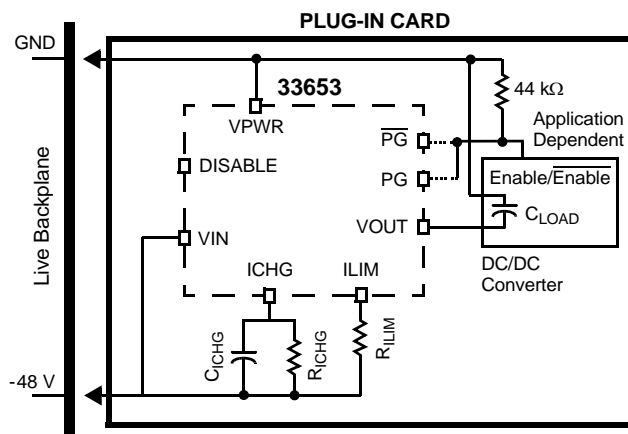 PLUG-IN CARD
GND
33653
44 kΩ
VPWR
Application
Dependent
PG
DISABLE
PG
Enable/Enable
Live Backplane
VIN
VOUT
CLOAD
ICHG
ILIM
DC/DC
Converter
CICHG
RICHG
RILIM
-48 V